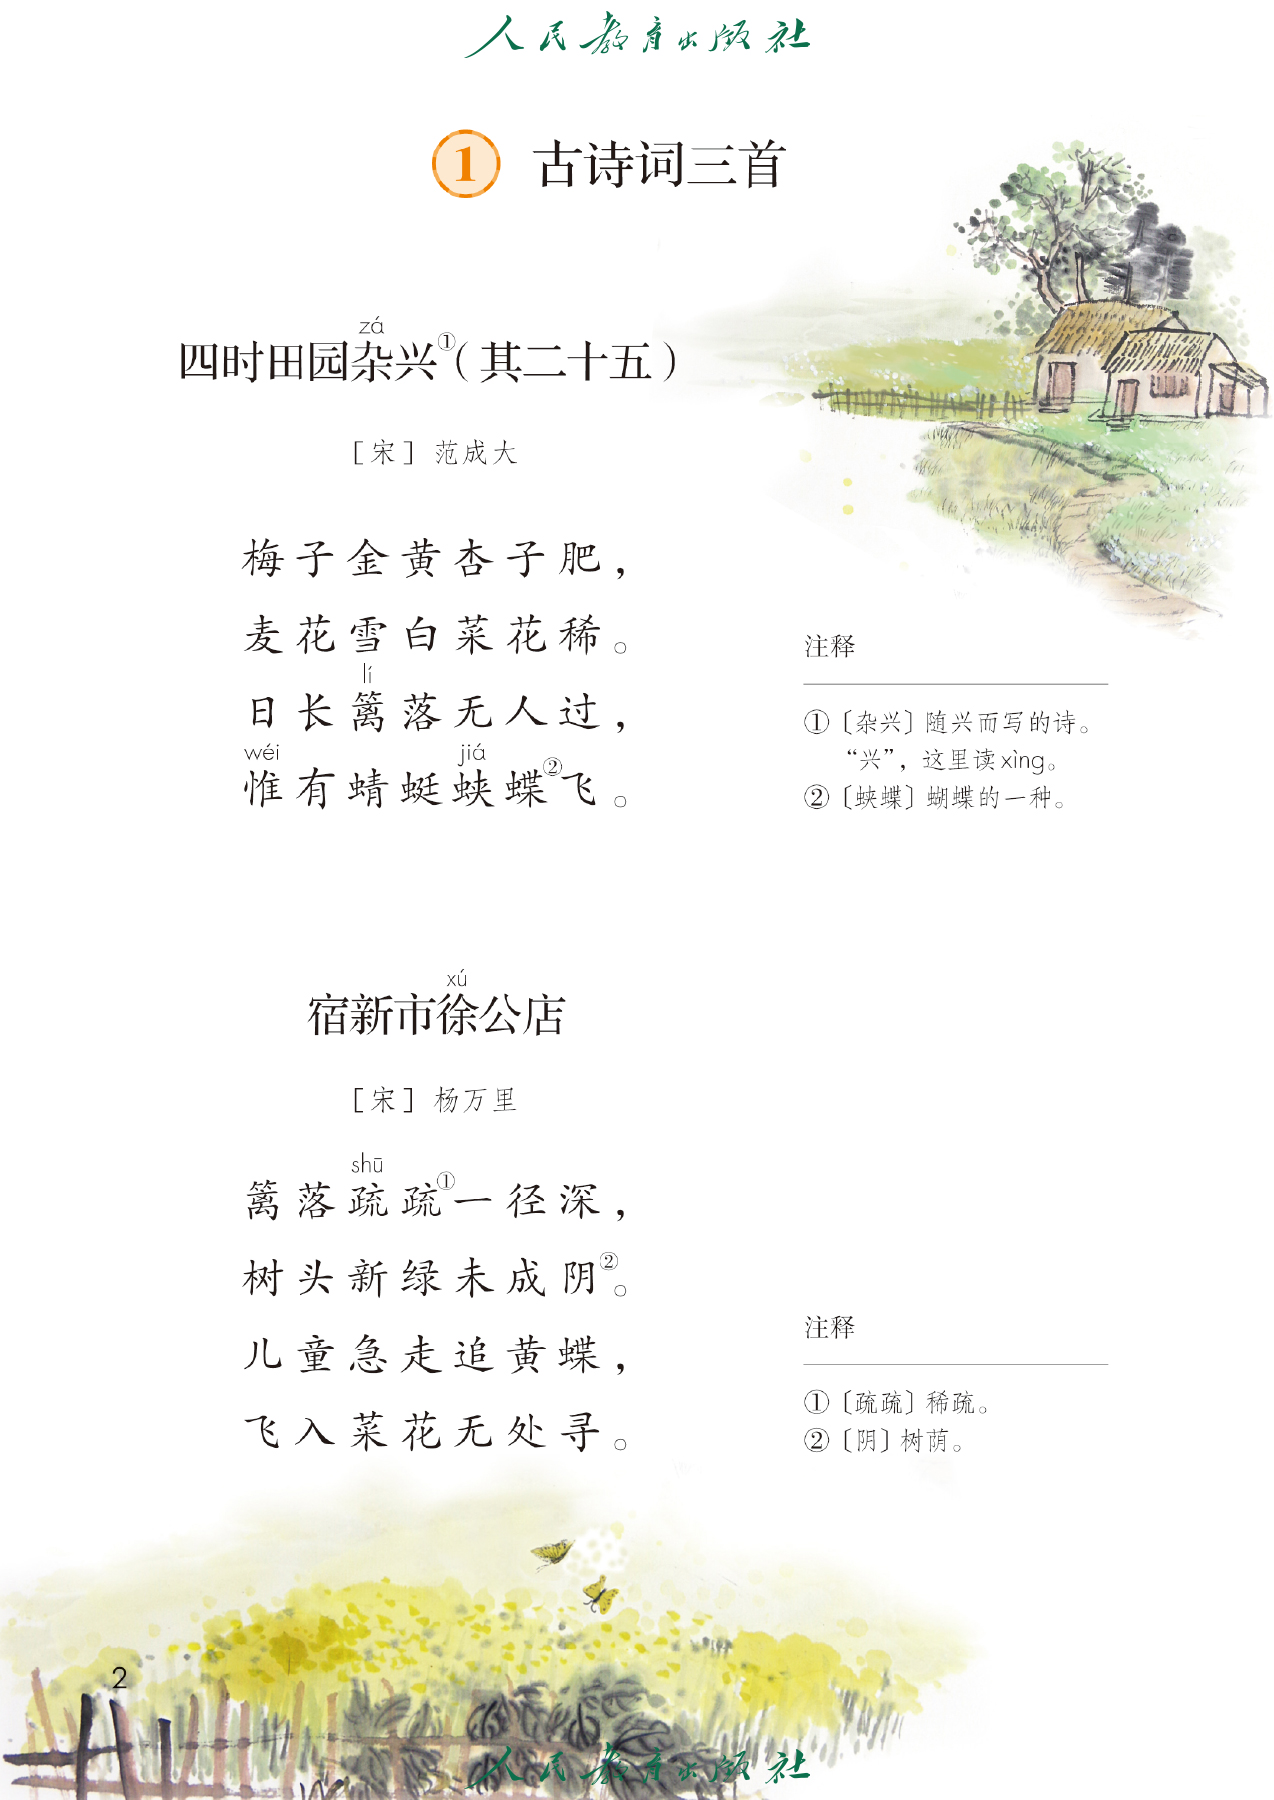 人民教育出版社
1 古诗词三首
zá
四时田园杂兴①（其二十五）
［宋］ 范成大
梅子金黄杏子肥，
麦花雪白菜花稀。
lí
日长篱落无人过，
wéi jiá
惟有蜻蜓蛱蝶②飞。
注释
①〔杂兴〕随兴而写的诗。
“兴”，这里读xìng。
②〔蛱蝶〕蝴蝶的一种。
xú
宿新市徐公店
［宋］ 杨万里
shū
篱落疏疏①一径深，
树头新绿未成阴②。
儿童急走追黄蝶，
飞入菜花无处寻。
注释
①〔疏疏〕稀疏。
②〔阴〕树荫。
2
人民教育出版社